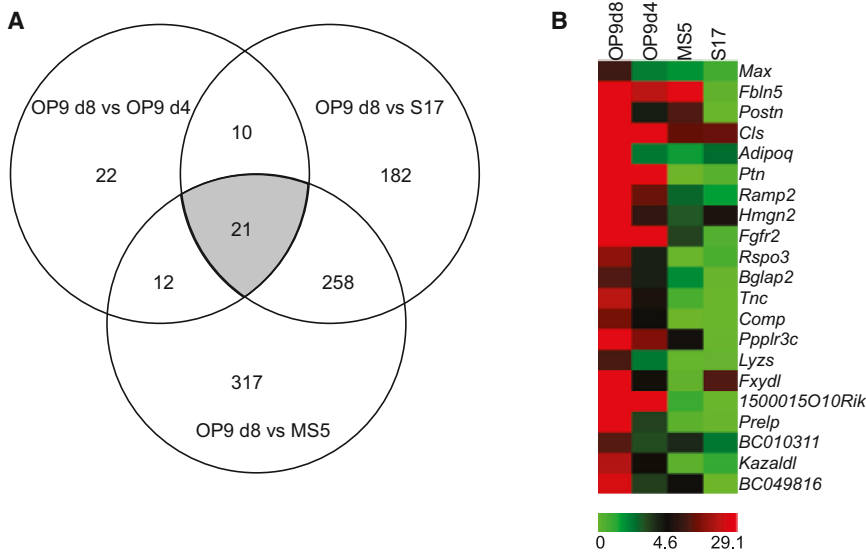 A
OP9 d8 vs OP9 d4
OP9 d8 vs S17
10
22
182
21
12
258
317
OP9 d8 vs MS5
B
OP9d8
OP9d4
MS5
S17
Max
Fbln5
Postn
Cls
Adipoq
Ptn
Ramp2
Hmgn2
Fgfr2
Rspo3
Bglap2
Tnc
Comp
Ppplr3c
Lyzs
Fxydl
1500015O10Rik
Prelp
BC010311
Kazaldl
BC049816
0 4.6 29.1